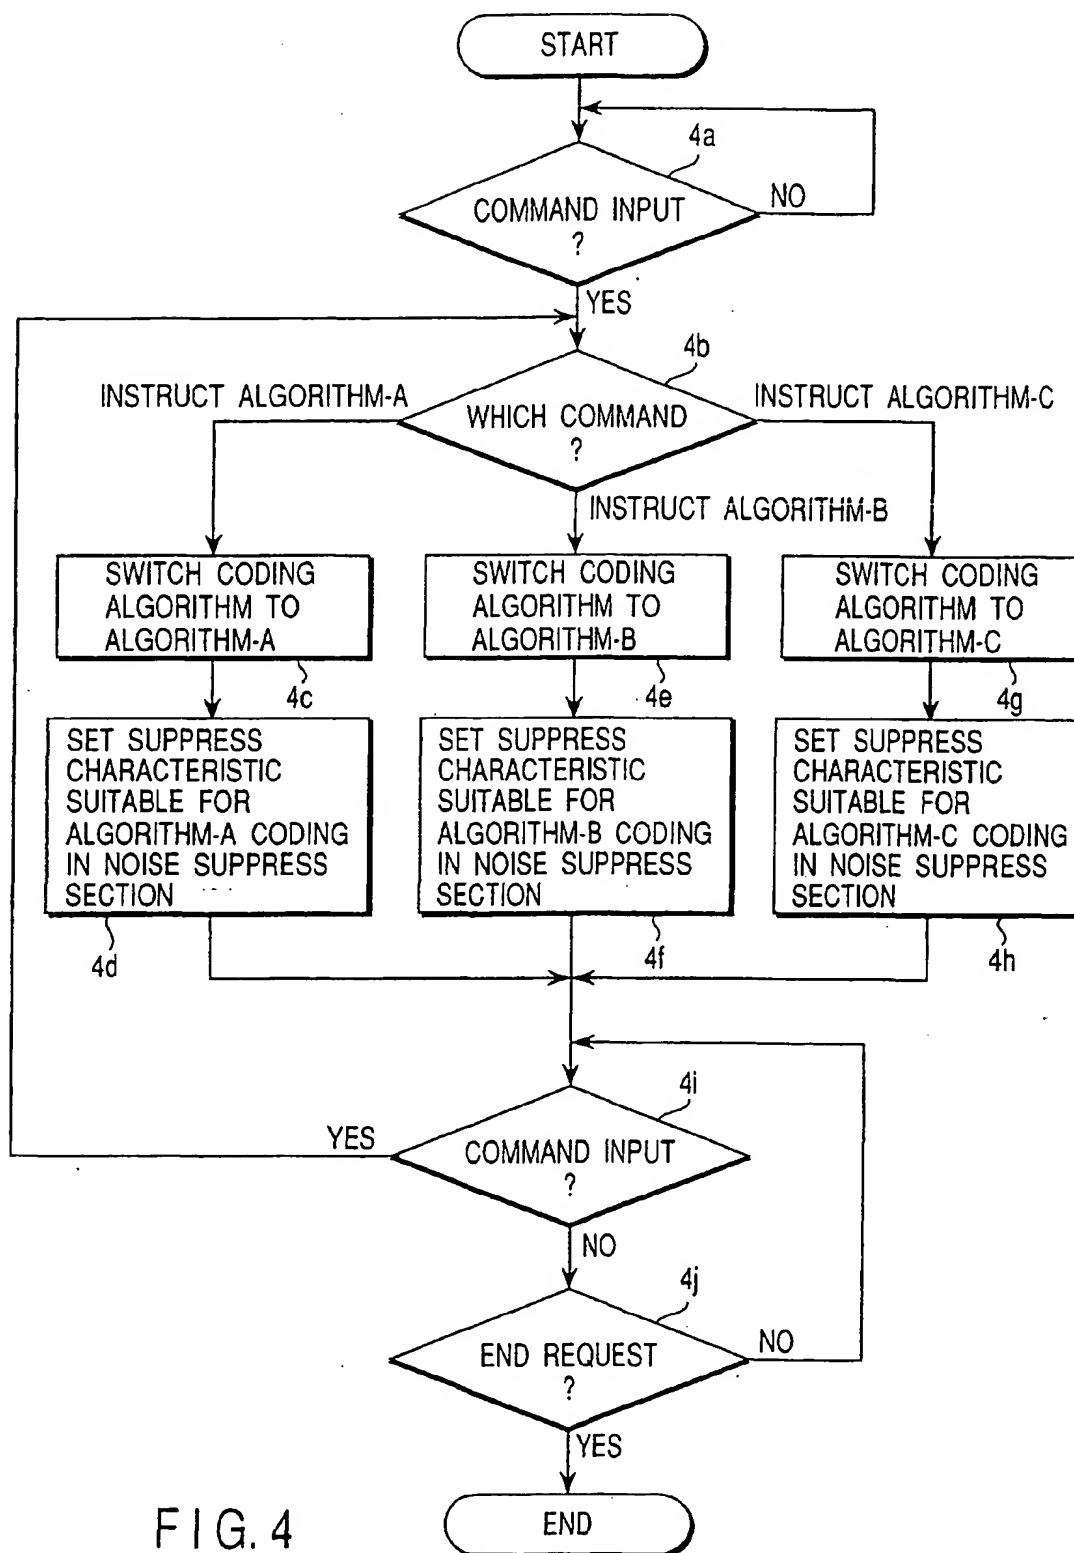 START
4a
COMMAND INPUT
?
NO
YES
4b
INSTRUCT ALGORITHM-A
INSTRUCT ALGORITHM-C
WHICH COMMAND
?
INSTRUCT ALGORITHM-B
SWITCH CODING
ALGORITHM TO
ALGORITHM-A
4c
SWITCH CODING
ALGORITHM TO
ALGORITHM-B
4e
SWITCH CODING
ALGORITHM TO
ALGORITHM-C
4g
SET SUPPRESS
CHARACTERISTIC
SUITABLE FOR
ALGORITHM-A CODING
IN NOISE SUPPRESS
SECTION
4d
SET SUPPRESS
CHARACTERISTIC
SUITABLE FOR
ALGORITHM-B CODING
IN NOISE SUPPRESS
SECTION
4f
SET SUPPRESS
CHARACTERISTIC
SUITABLE FOR
ALGORITHM-C CODING
IN NOISE SUPPRESS
SECTION
4h
4i
YES
COMMAND INPUT
?
NO
4j
END REQUEST
?
NO
YES
END
FIG. 4